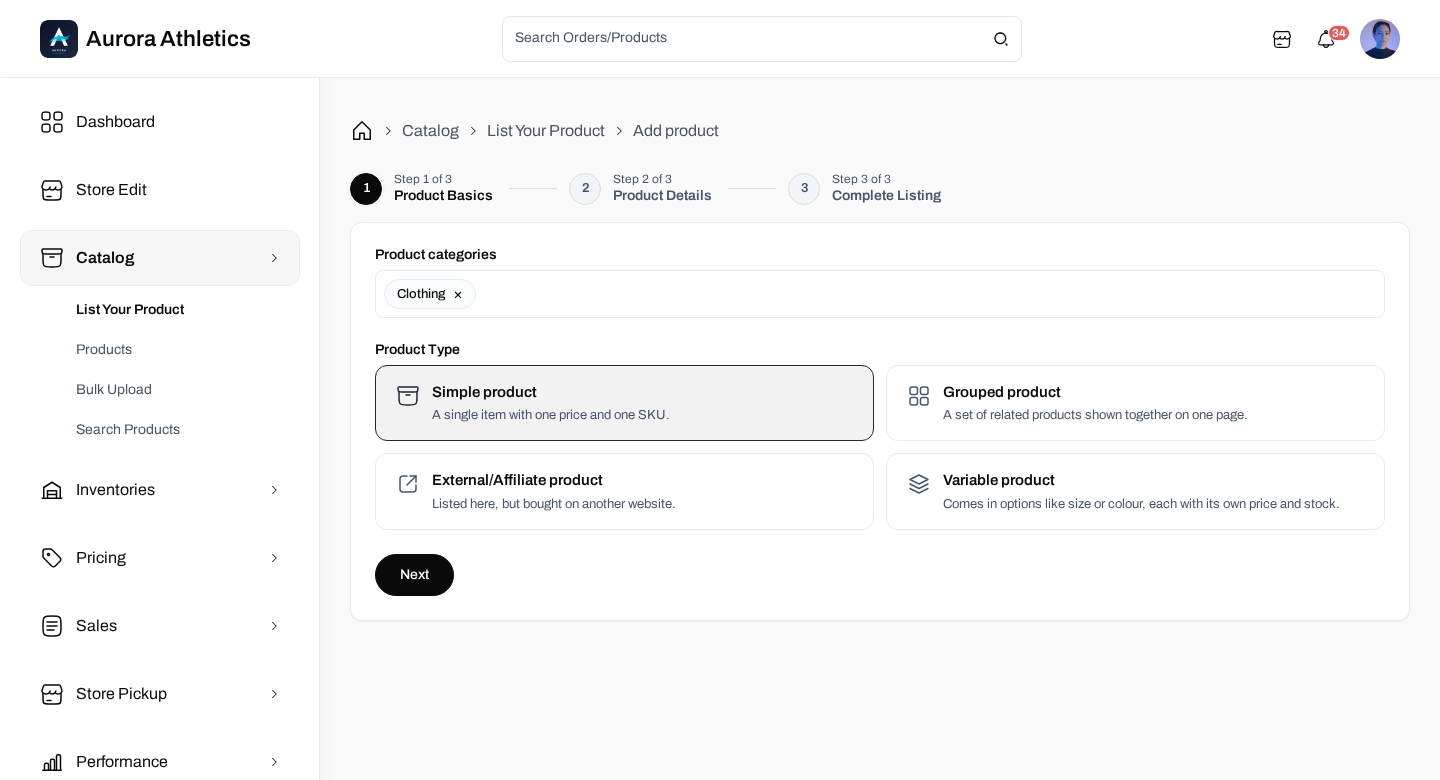 Aurora Athletics
Search Orders/Products
34
Dashboard
Store Edit
Catalog
List Your Product
Products
Bulk Upload
Search Products
Inventories
Pricing
Sales
Store Pickup
Performance
Catalog
List Your Product
Add product
1
Step 1 of 3
Product Basics
2
Step 2 of 3
Product Details
3
Step 3 of 3
Complete Listing
Product categories
Clothing ×
Product Type
Simple product
A single item with one price and one SKU.
Grouped product
A set of related products shown together on one page.
External/Affiliate product
Listed here, but bought on another website.
Variable product
Comes in options like size or colour, each with its own price and stock.
Next